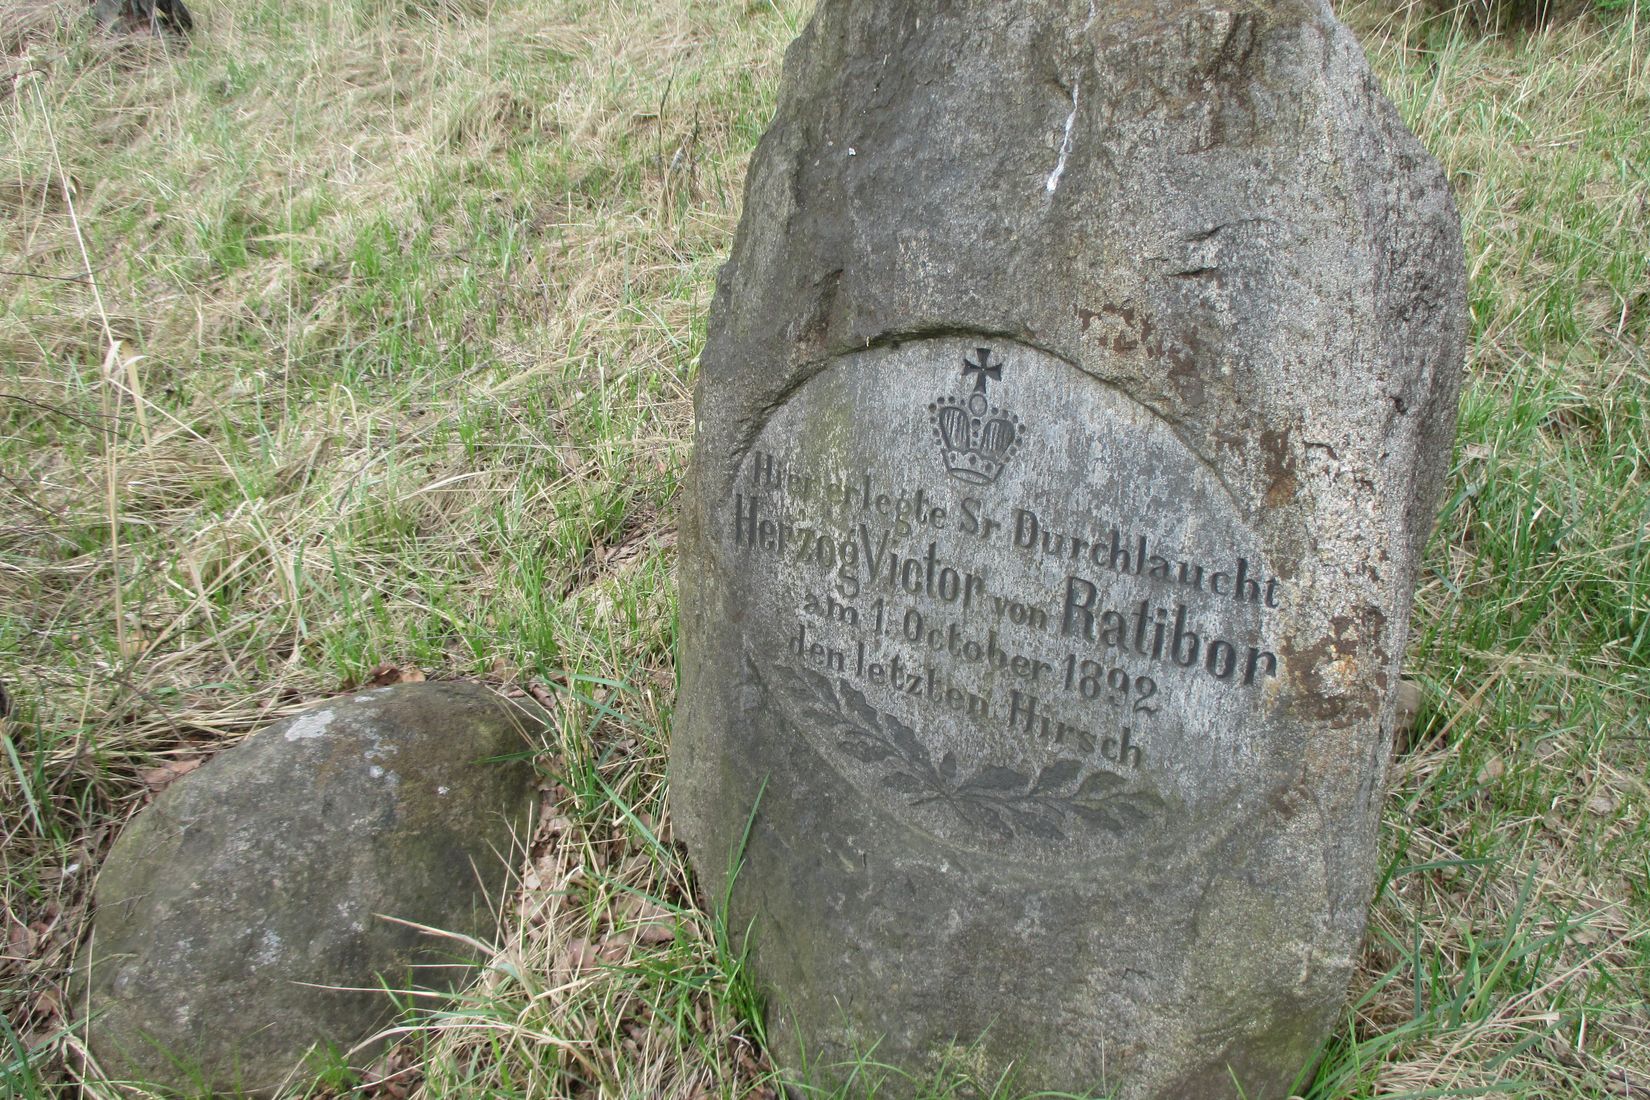 Hier erlegte Sr. Durchlaucht
Herzog Victor von Ratibor
am 1. October 1892
den letzten Hirsch.